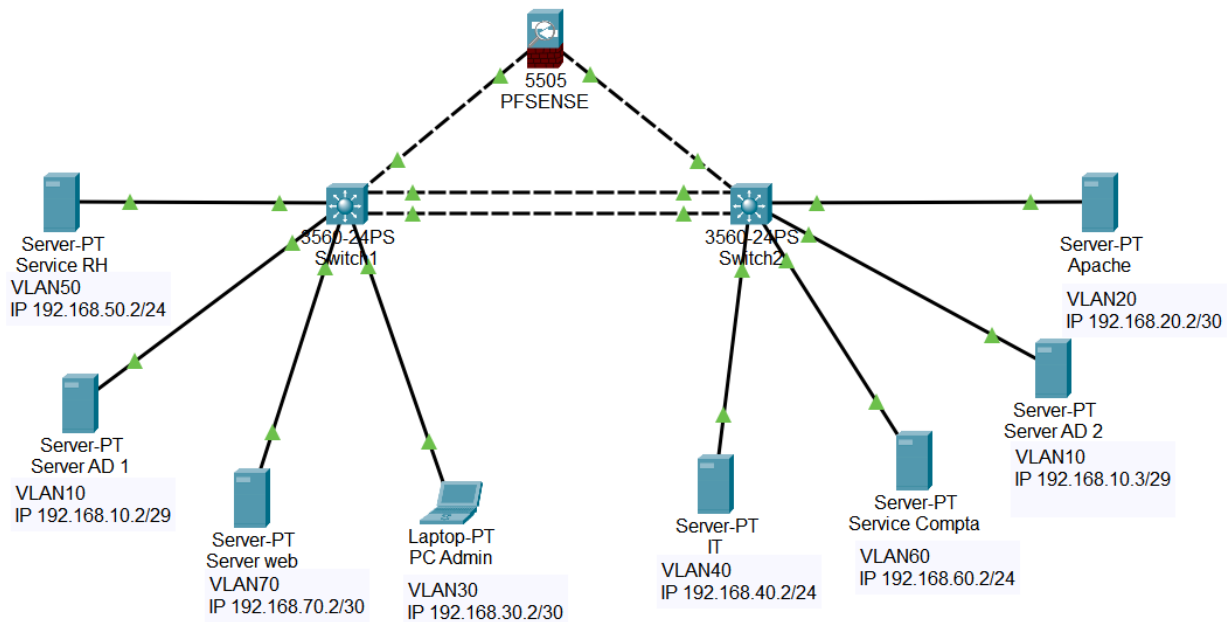 5505
PFSENSE
3560-24PS
Switch1
3560-24PS
Switch2
Server-PT
Service RH
VLAN50
IP 192.168.50.2/24
Server-PT
Apache
VLAN20
IP 192.168.20.2/30
Server-PT
Server AD 1
VLAN10
IP 192.168.10.2/29
Server-PT
Server web
VLAN70
IP 192.168.70.2/30
Laptop-PT
PC Admin
VLAN30
IP 192.168.30.2/30
Server-PT
IT
VLAN40
IP 192.168.40.2/24
Server-PT
Service Compta
VLAN60
IP 192.168.60.2/24
Server-PT
Server AD 2
VLAN10
IP 192.168.10.3/29